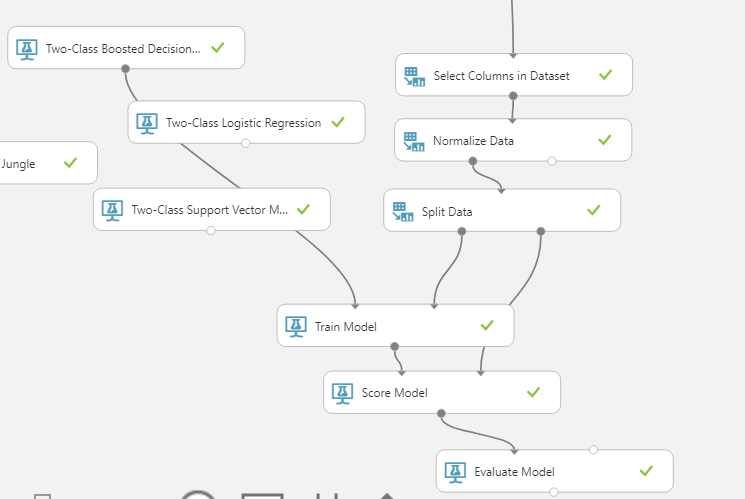 Two-Class Boosted Decision...
Select Columns in Dataset
Two-Class Logistic Regression
Normalize Data
Jungle
Two-Class Support Vector M...
Split Data
Train Model
Score Model
Evaluate Model